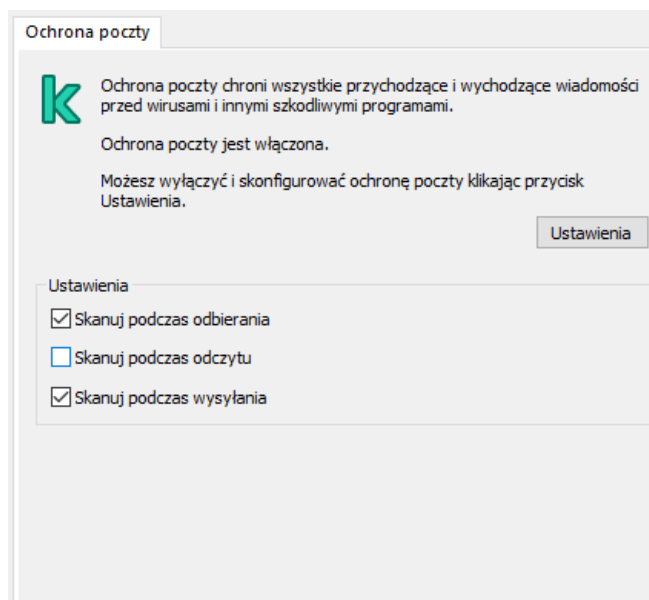 Ochrona poczty
Ochrona poczty chroni wszystkie przychodzące i wychodzące wiadomości
przed wirusami i innymi szkodliwymi programami.
Ochrona poczty jest włączona.
Możesz wyłączyć i skonfigurować ochronę poczty klikając przycisk
Ustawienia.
Ustawienia
Ustawienia
Skanuj podczas odbierania
Skanuj podczas odczytu
Skanuj podczas wysyłania